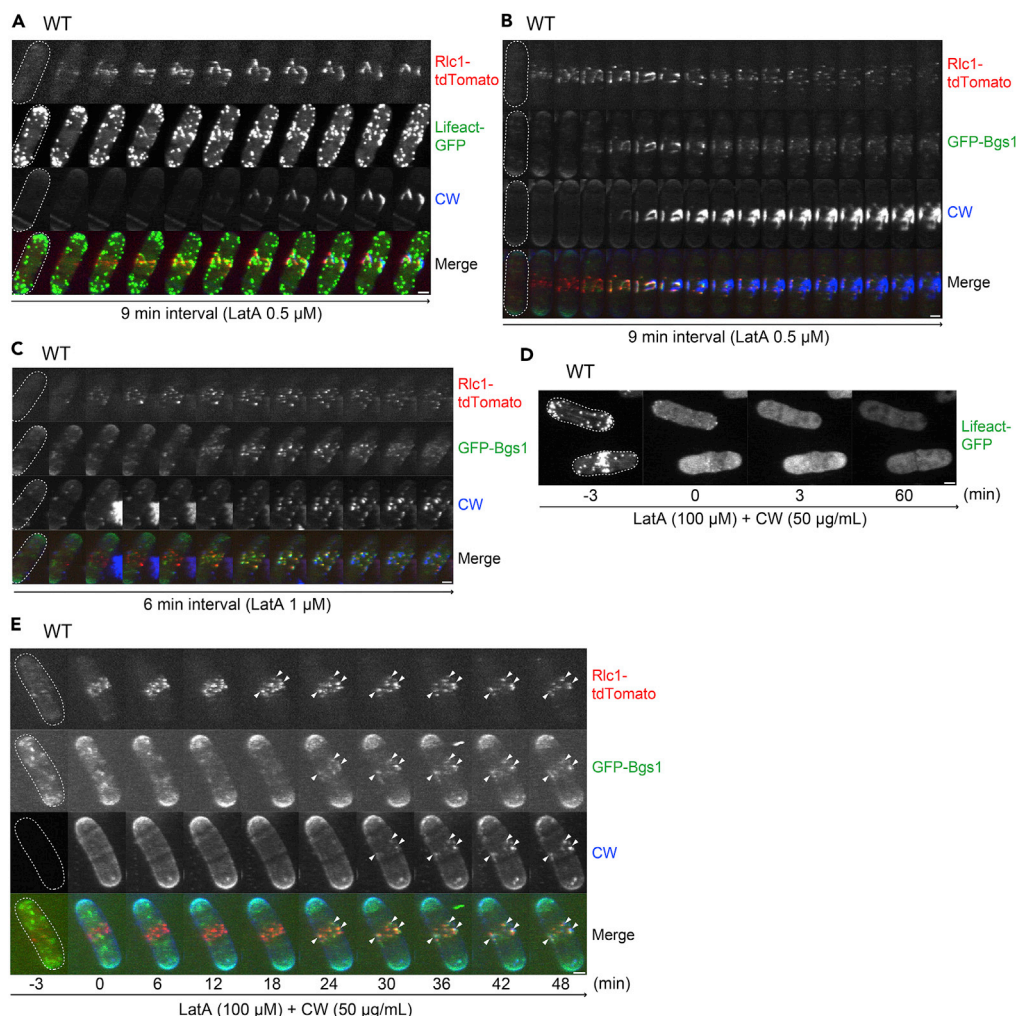 A WT
Rlc1-
tdTomato
Lifeact-
GFP
CW
Merge
9 min interval (LatA 0.5 µM)
B WT
Rlc1-
tdTomato
GFP-Bgs1
CW
Merge
9 min interval (LatA 0.5 µM)
C WT
Rlc1-
tdTomato
GFP-Bgs1
CW
Merge
6 min interval (LatA 1 µM)
D WT
Lifeact-
GFP
-3 0 3 60 (min)
LatA (100 µM) + CW (50 µg/mL)
E WT
Rlc1-
tdTomato
GFP-Bgs1
CW
Merge
-3 0 6 12 18 24 30 36 42 48 (min)
LatA (100 µM) + CW (50 µg/mL)